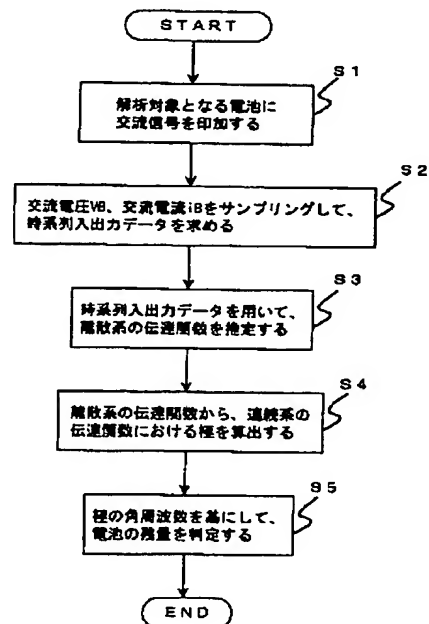 START
S1
解析対象となる電池に
交流信号を印加する
S2
交流電圧VB、交流電流iBをサンプリングして、
時系列入出力データを求める
S3
時系列入出力データを用いて、
離散系の伝達関数を推定する
S4
離散系の伝達関数から、連続系の
伝達関数における極を算出する
S5
極の角周波数を基にして、
電池の残量を判定する
END